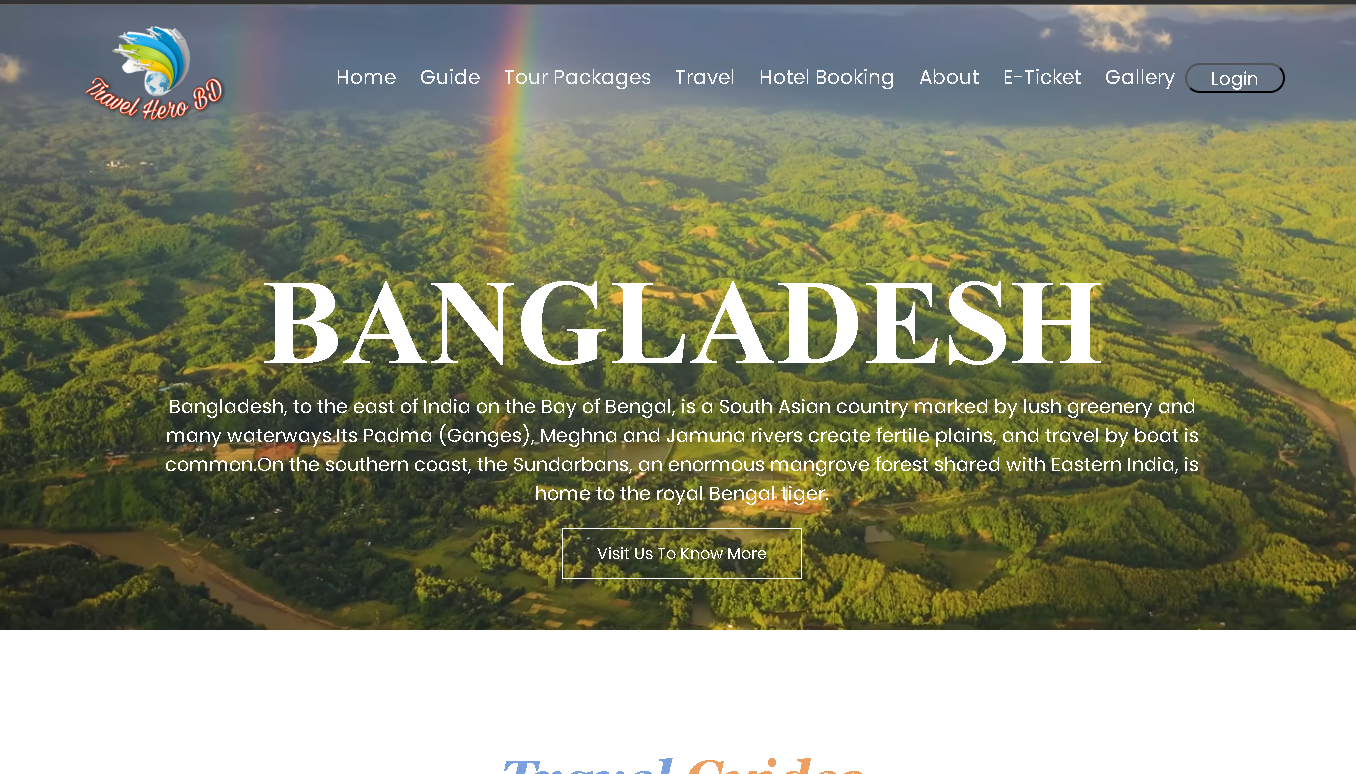 Travel Hero BD
Home Guide Tour Packages Travel Hotel Booking About E-Ticket Gallery Login
BANGLADESH
Bangladesh, to the east of India on the Bay of Bengal, is a South Asian country marked by lush greenery and
many waterways.Its Padma (Ganges), Meghna and Jamuna rivers create fertile plains, and travel by boat is
common.On the southern coast, the Sundarbans, an enormous mangrove forest shared with Eastern India, is
home to the royal Bengal tiger.
Visit Us To Know More
Travel Guides